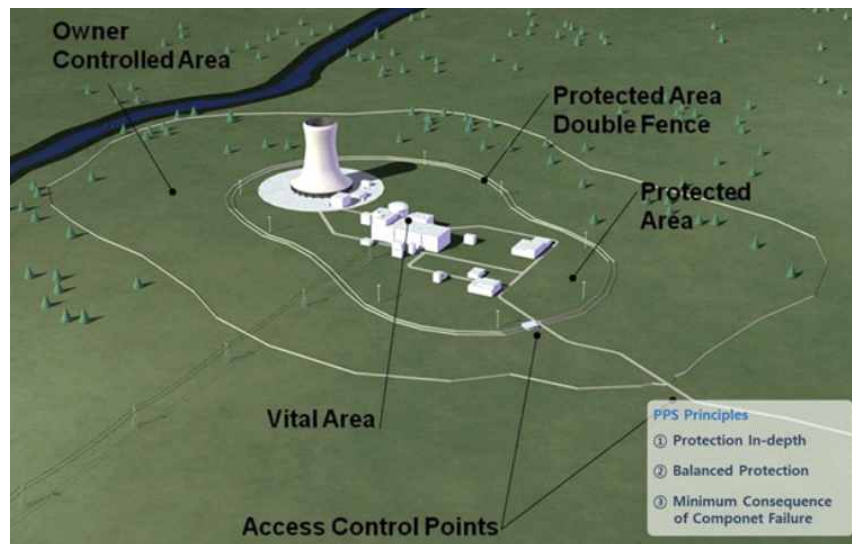 Owner
Controlled Area
Protected Area
Double Fence
Protected
Area
Vital Area
Access Control Points
PPS Principles
① Protection In-depth
② Balanced Protection
③ Minimum Consequence
of Componet Failure